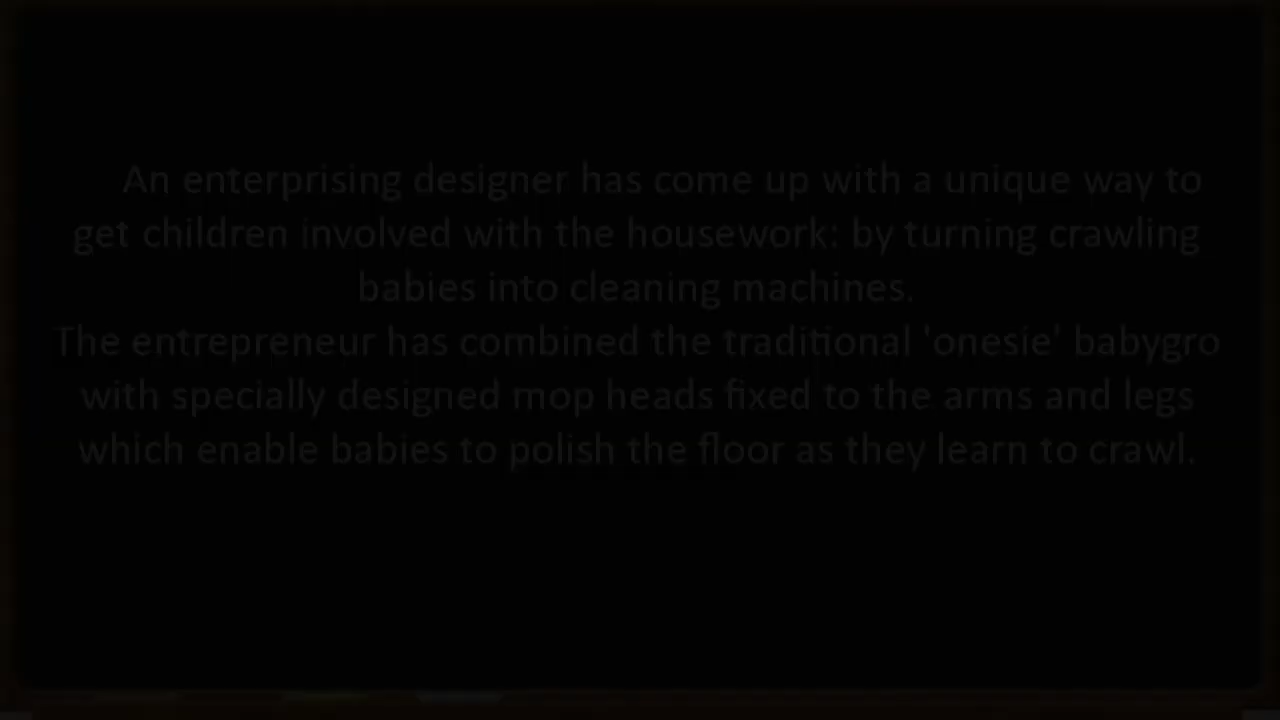 An enterprising designer has come up with a unique way to
get children involved with the housework: by turning crawling
babies into cleaning machines.
The entrepreneur has combined the traditional 'onesie' babygro
with specially designed mop heads fixed to the arms and legs
which enable babies to polish the floor as they learn to crawl.